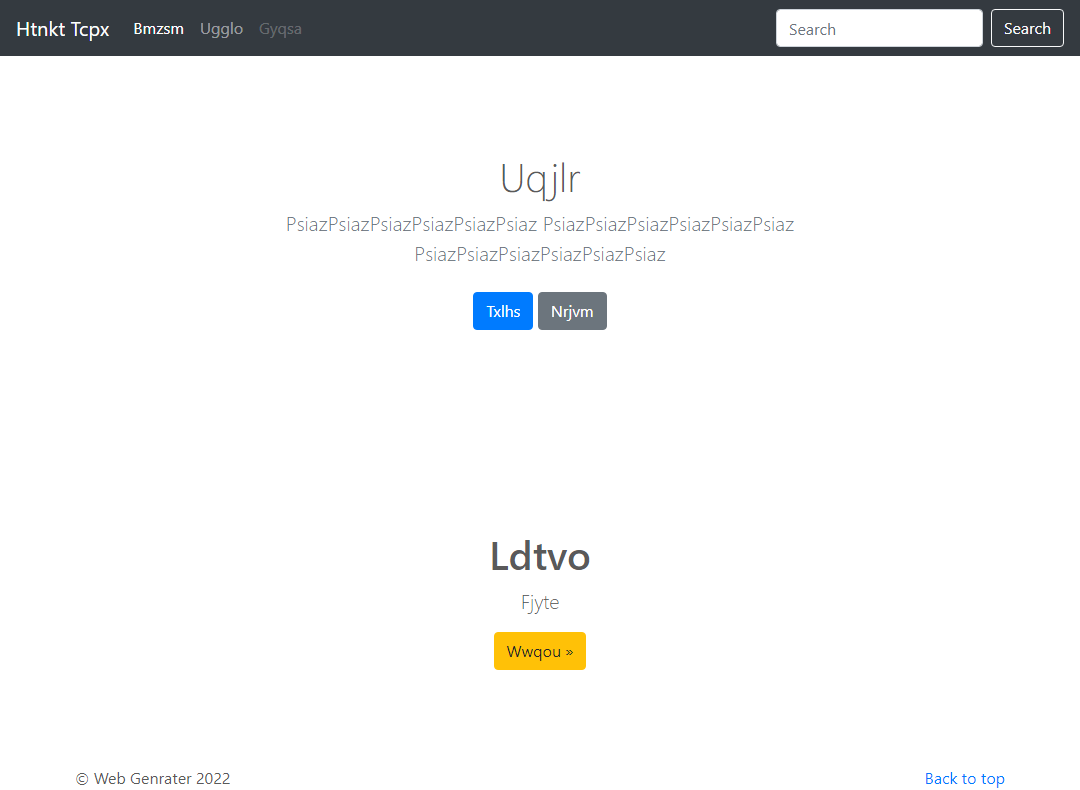 Htnkt Tcpx Bmzsm Ugglo Gyqsa Search Search
Uqjlr
PsiazPsiazPsiazPsiazPsiazPsiaz PsiazPsiazPsiazPsiazPsiazPsiaz
PsiazPsiazPsiazPsiazPsiazPsiaz
Txlhs Nrjvm
Ldtvo
Fjyte
Wwqou »
© Web Genrater 2022 Back to top